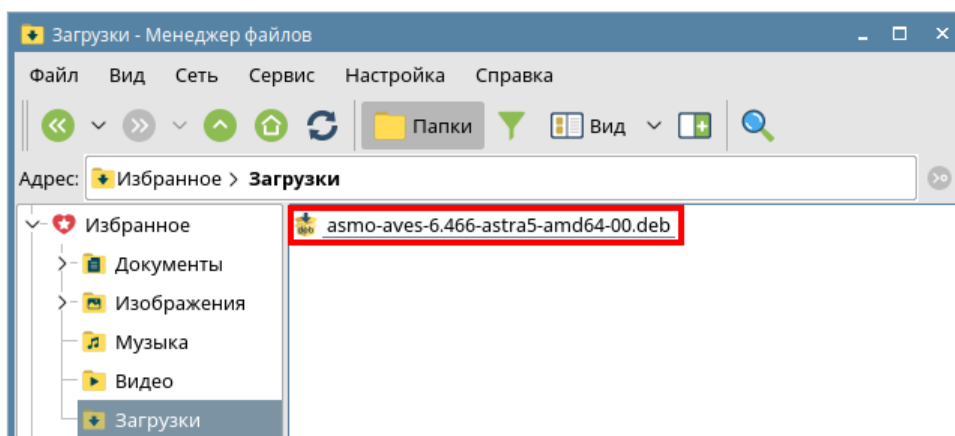 Загрузки - Менеджер файлов
Файл Вид Сеть Сервис Настройка Справка
Папки Вид
Адрес: Избранное > Загрузки
Избранное
asmo-aves-6.466-astra5-amd64-00.deb
Документы
Изображения
Музыка
Видео
Загрузки